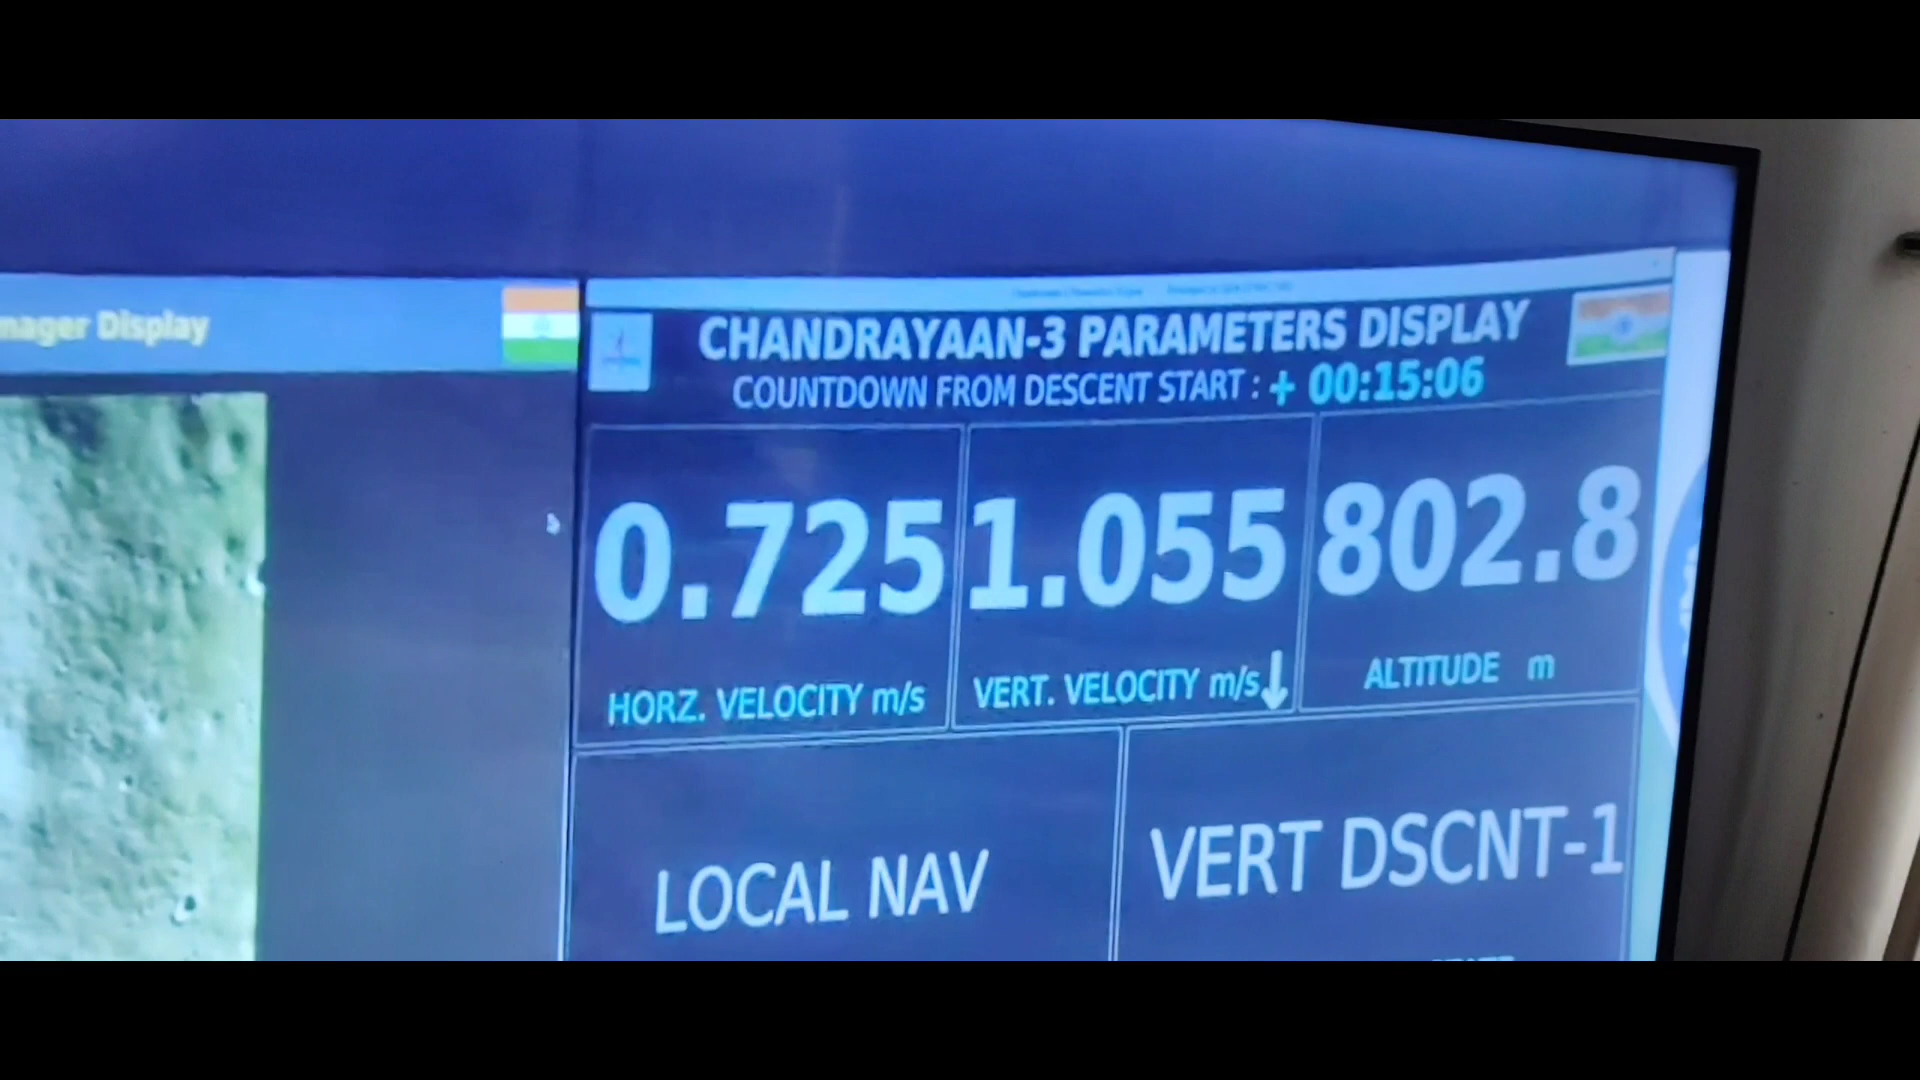 nager Display
CHANDRAYAAN-3 PARAMETERS DISPLAY
COUNTDOWN FROM DESCENT START : + 00:15:06
0.725 1.055 802.8
HORZ. VELOCITY m/s VERT. VELOCITY m/s ALTITUDE m
LOCAL NAV VERT DSCNT-1